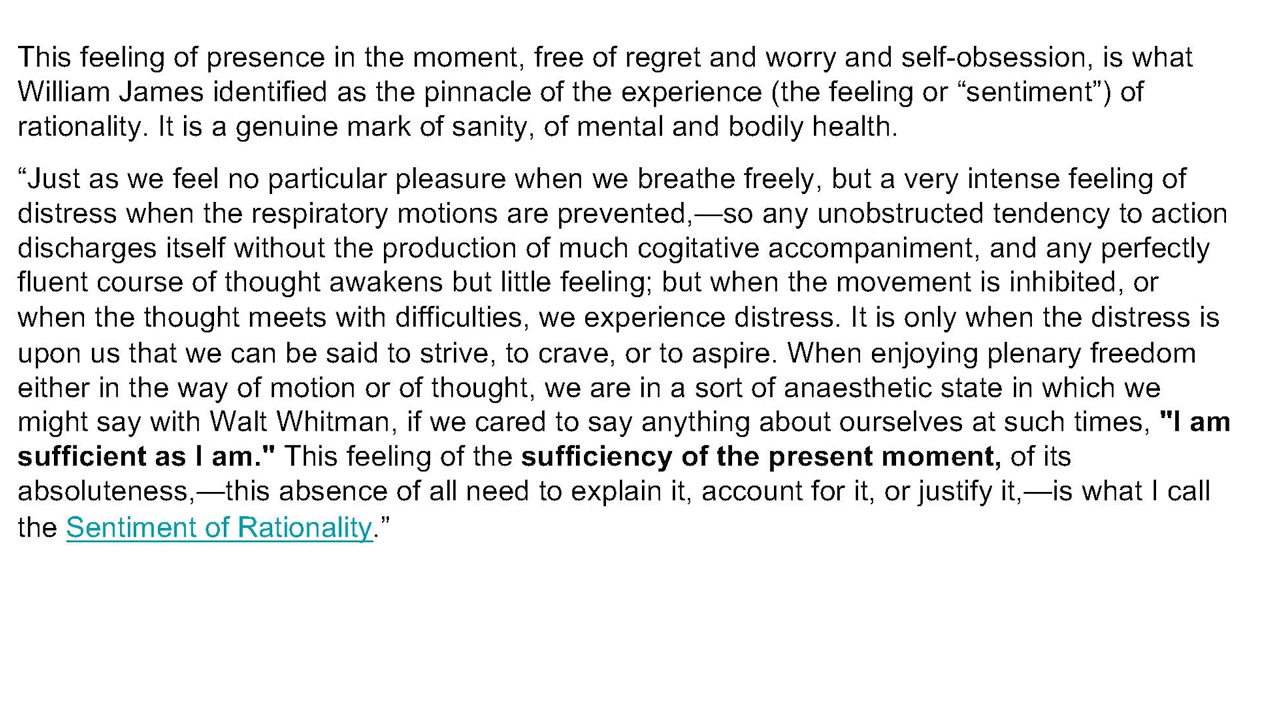 This feeling of presence in the moment, free of regret and worry and self-obsession, is what
William James identified as the pinnacle of the experience (the feeling or “sentiment”) of
rationality. It is a genuine mark of sanity, of mental and bodily health.
“Just as we feel no particular pleasure when we breathe freely, but a very intense feeling of
distress when the respiratory motions are prevented,—so any unobstructed tendency to action
discharges itself without the production of much cogitative accompaniment, and any perfectly
fluent course of thought awakens but little feeling; but when the movement is inhibited, or
when the thought meets with difficulties, we experience distress. It is only when the distress is
upon us that we can be said to strive, to crave, or to aspire. When enjoying plenary freedom
either in the way of motion or of thought, we are in a sort of anaesthetic state in which we
might say with Walt Whitman, if we cared to say anything about ourselves at such times, "I am
sufficient as I am." This feeling of the sufficiency of the present moment, of its
absoluteness,—this absence of all need to explain it, account for it, or justify it,—is what I call
the Sentiment of Rationality.”